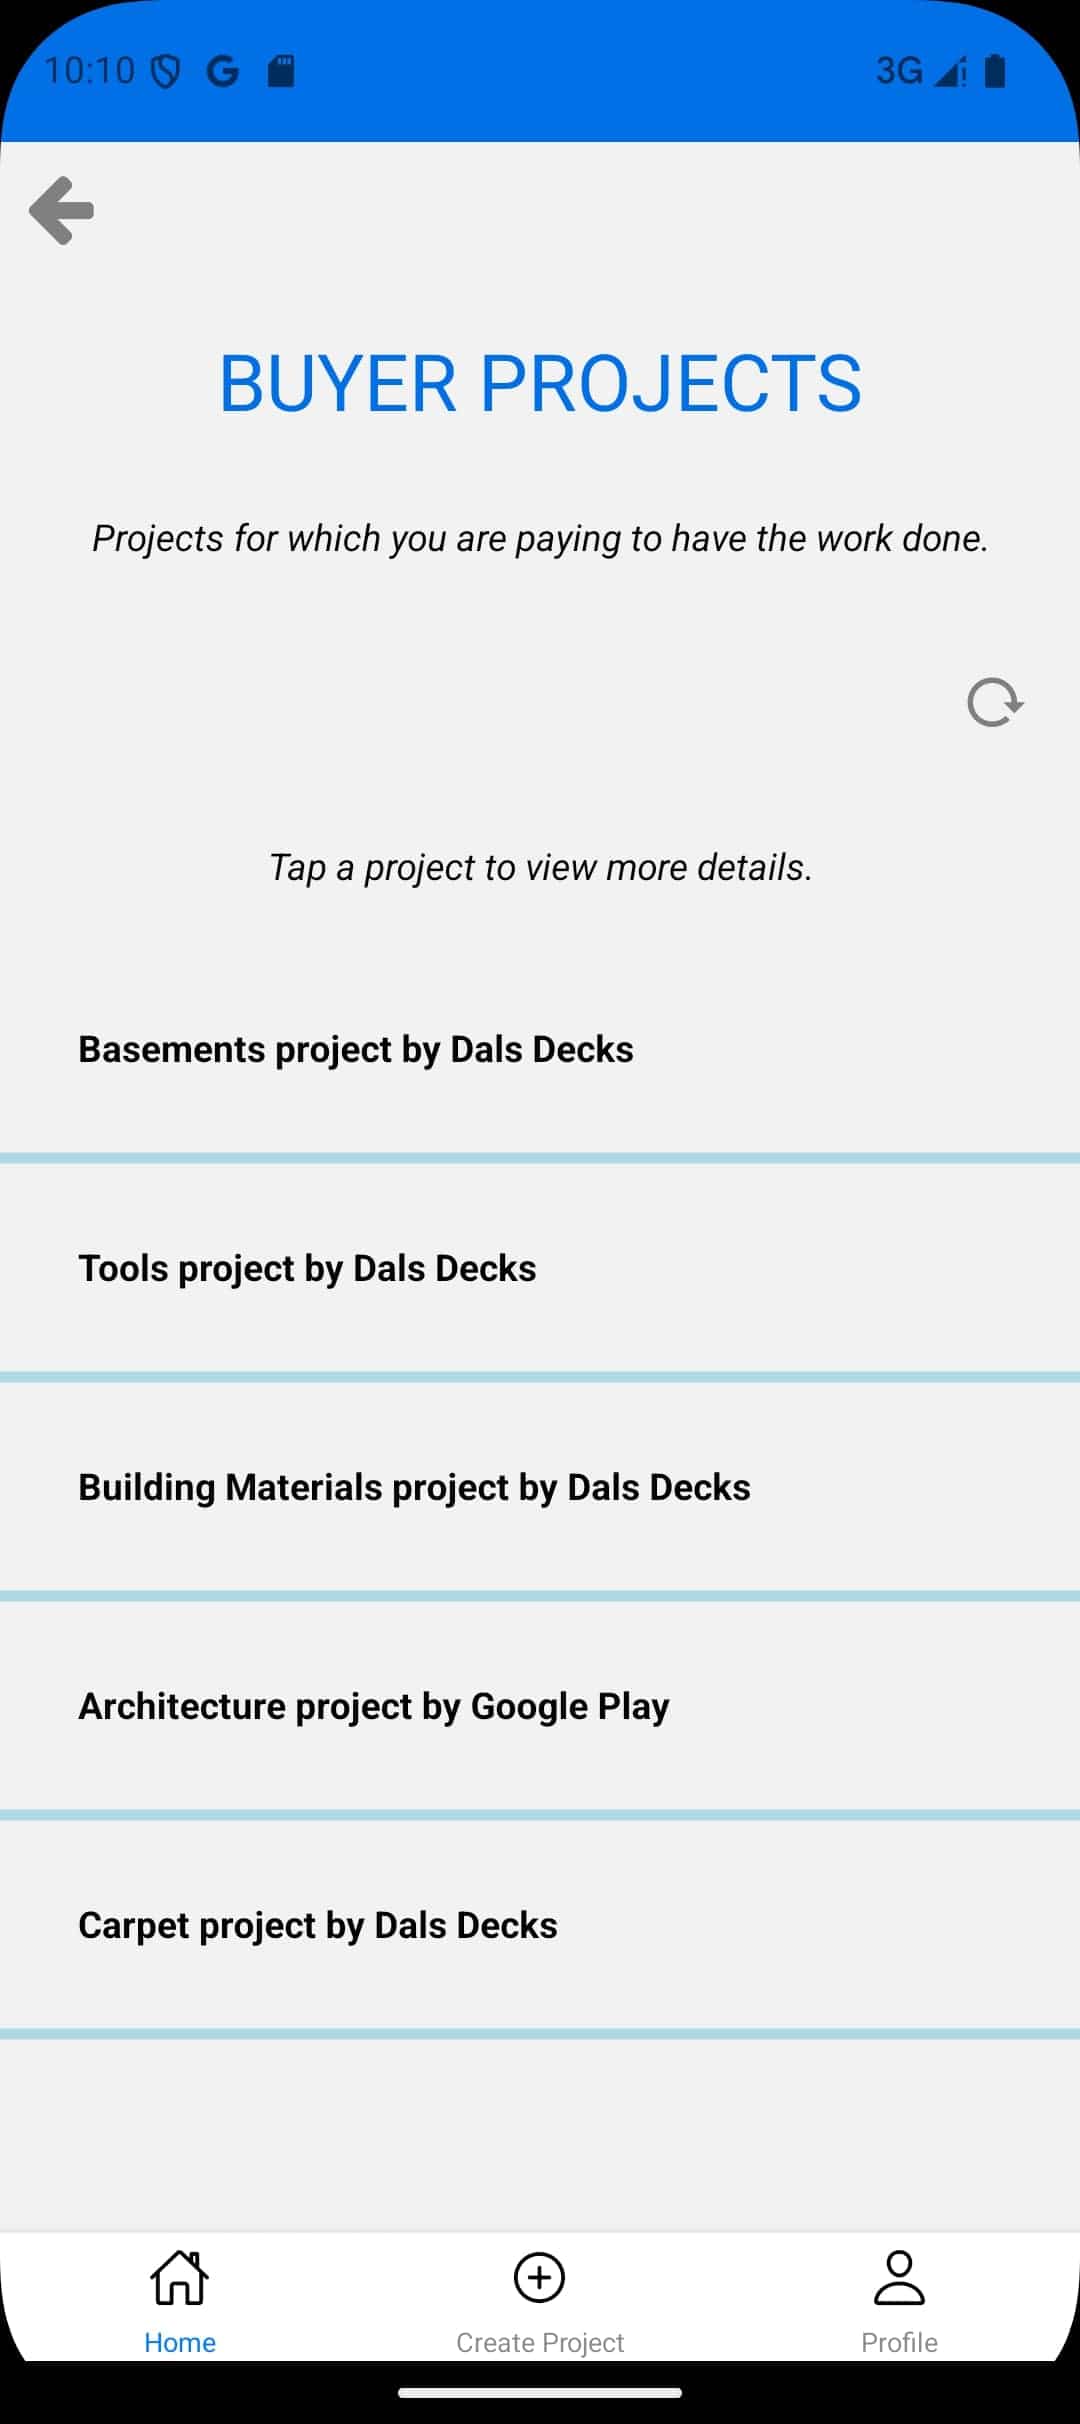 10:10
3G
BUYER PROJECTS
Projects for which you are paying to have the work done.
Tap a project to view more details.
Basements project by Dals Decks
Tools project by Dals Decks
Building Materials project by Dals Decks
Architecture project by Google Play
Carpet project by Dals Decks
Home
Create Project
Profile